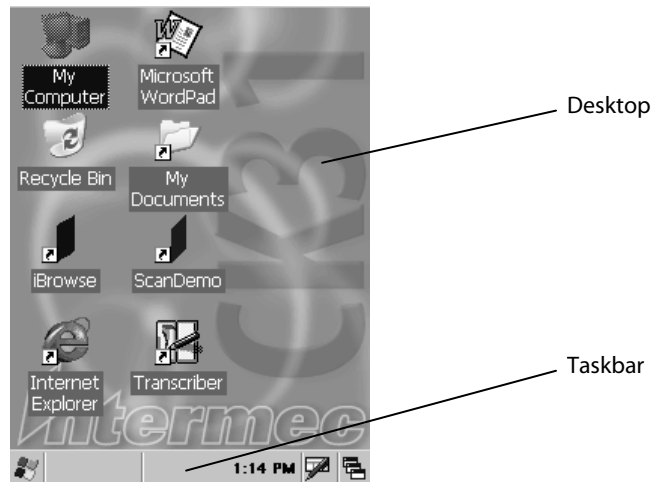 My
Computer
Microsoft
WordPad
Recycle Bin
My
Documents
iBrowse
ScanDemo
Internet
Explorer
Transcriber
CK31
Intermec
1:14 PM
Desktop
Taskbar